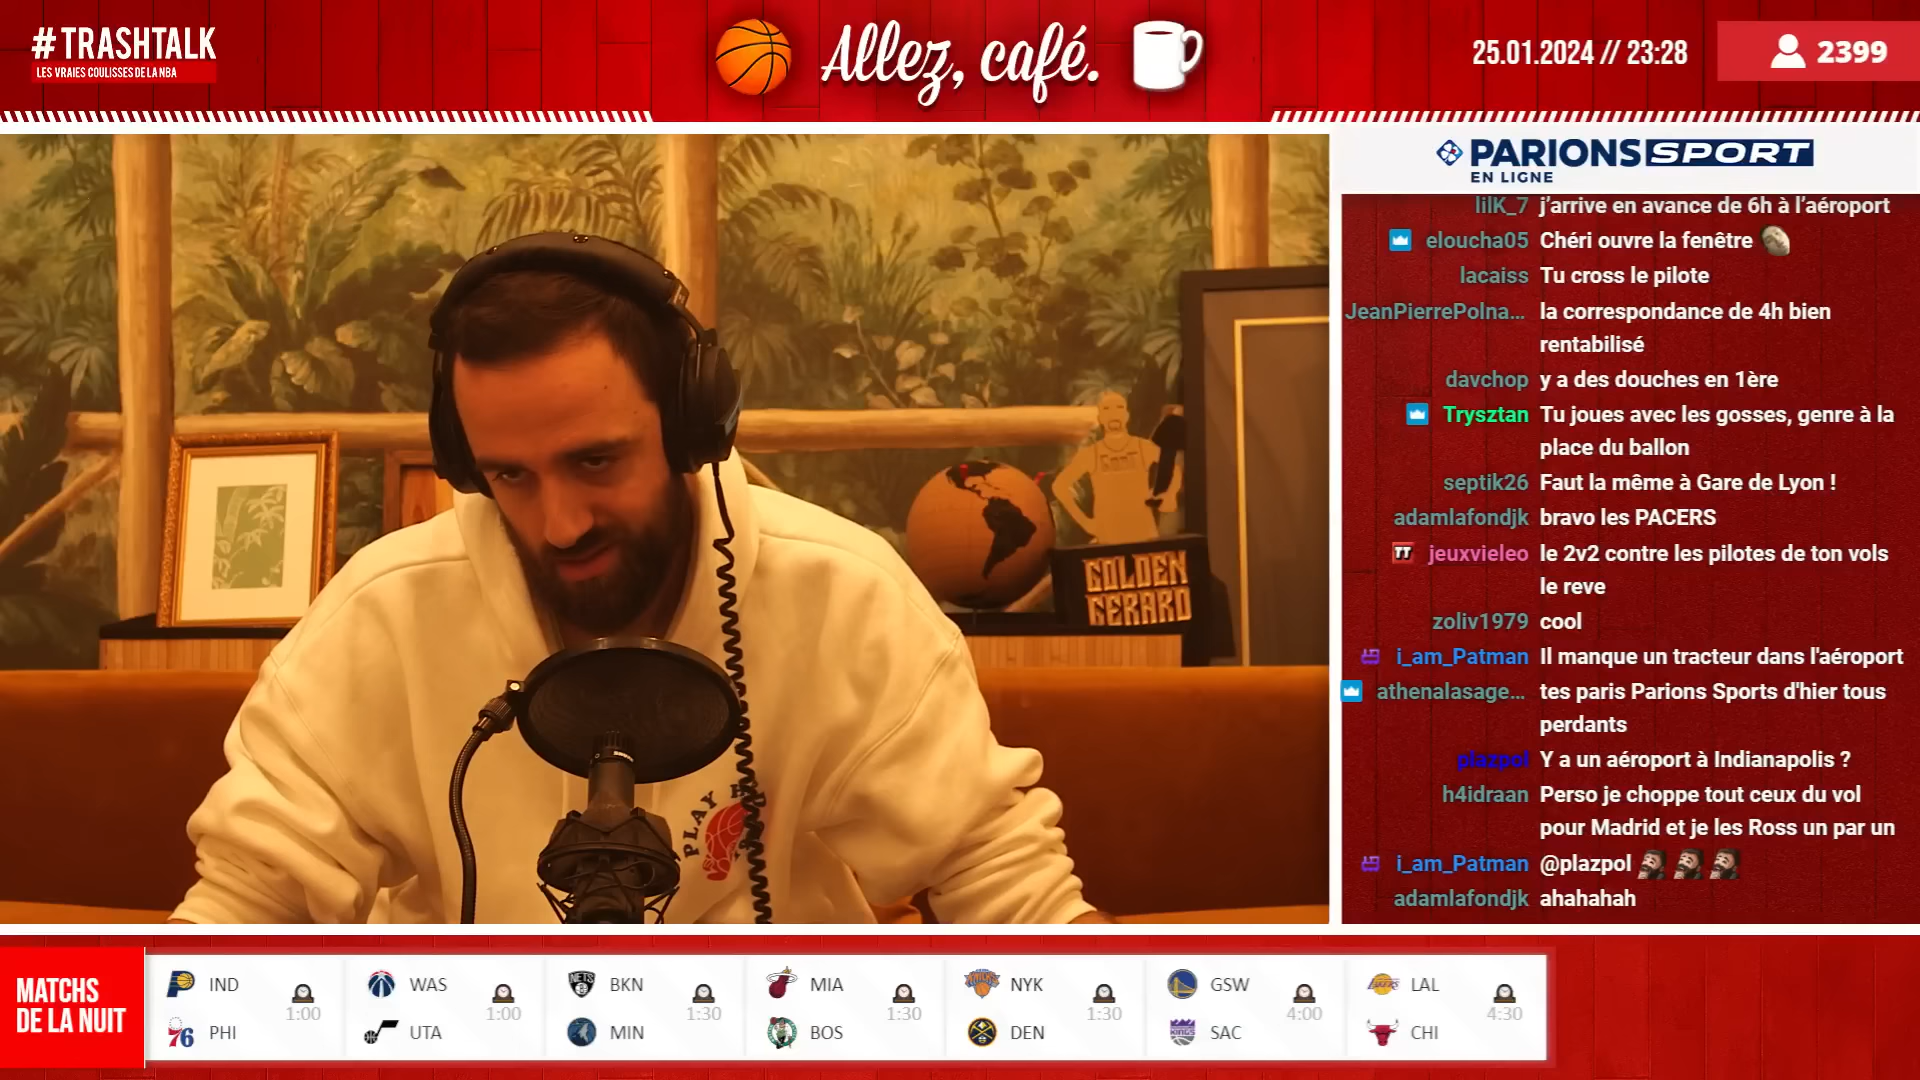 #TRASHTALK
LES VRAIES COULISSES DE LA NBA
Allez, café.
25.01.2024 // 23:28
2399
PARIONS SPORT
EN LIGNE
lilK_7 j'arrive en avance de 6h à l'aéroport
eloucha05 Chéri ouvre la fenêtre
lacaiss Tu cross le pilote
JeanPierrePolna... la correspondance de 4h bien
rentabilisé
davchop y a des douches en 1ère
Trysztan Tu joues avec les gosses, genre à la
place du ballon
septik26 Faut la même à Gare de Lyon !
adamlafondjk bravo les PACERS
TT jeuxvieleo le 2v2 contre les pilotes de ton vols
le reve
zoliv1979 cool
i_am_Patman Il manque un tracteur dans l'aéroport
athenalasage... tes paris Parions Sports d'hier tous
perdants
plazpol Y a un aéroport à Indianapolis ?
h4idraan Perso je choppe tout ceux du vol
pour Madrid et je les Ross un par un
i_am_Patman @plazpol
adamlafondjk ahahahah
GOLDEN
GERARD
PLAY
MATCHS
DE LA NUIT
IND
PHI
1:00
WAS
UTA
1:00
NETS
BKN
MIN
1:30
MIA
BOS
1:30
NYK
DEN
1:30
GSW
SAC
4:00
LAL
CHI
4:30